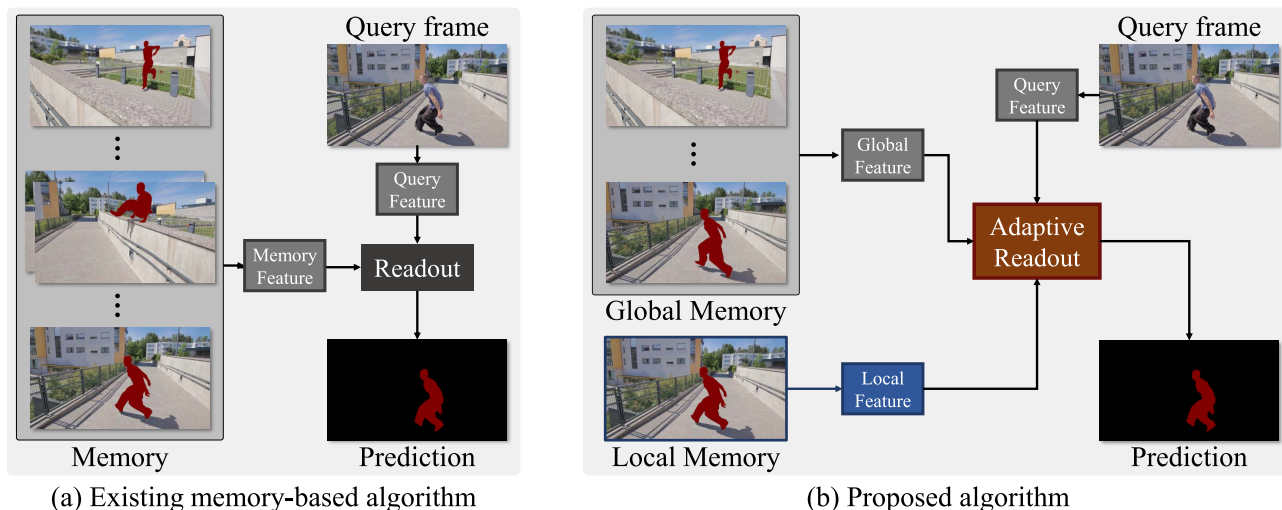 Query frame
Query
Feature
Memory
Feature
Readout
Memory
Prediction
(a) Existing memory-based algorithm
Query frame
Query
Feature
Global
Feature
Adaptive
Readout
Global Memory
Local
Feature
Local Memory
Prediction
(b) Proposed algorithm